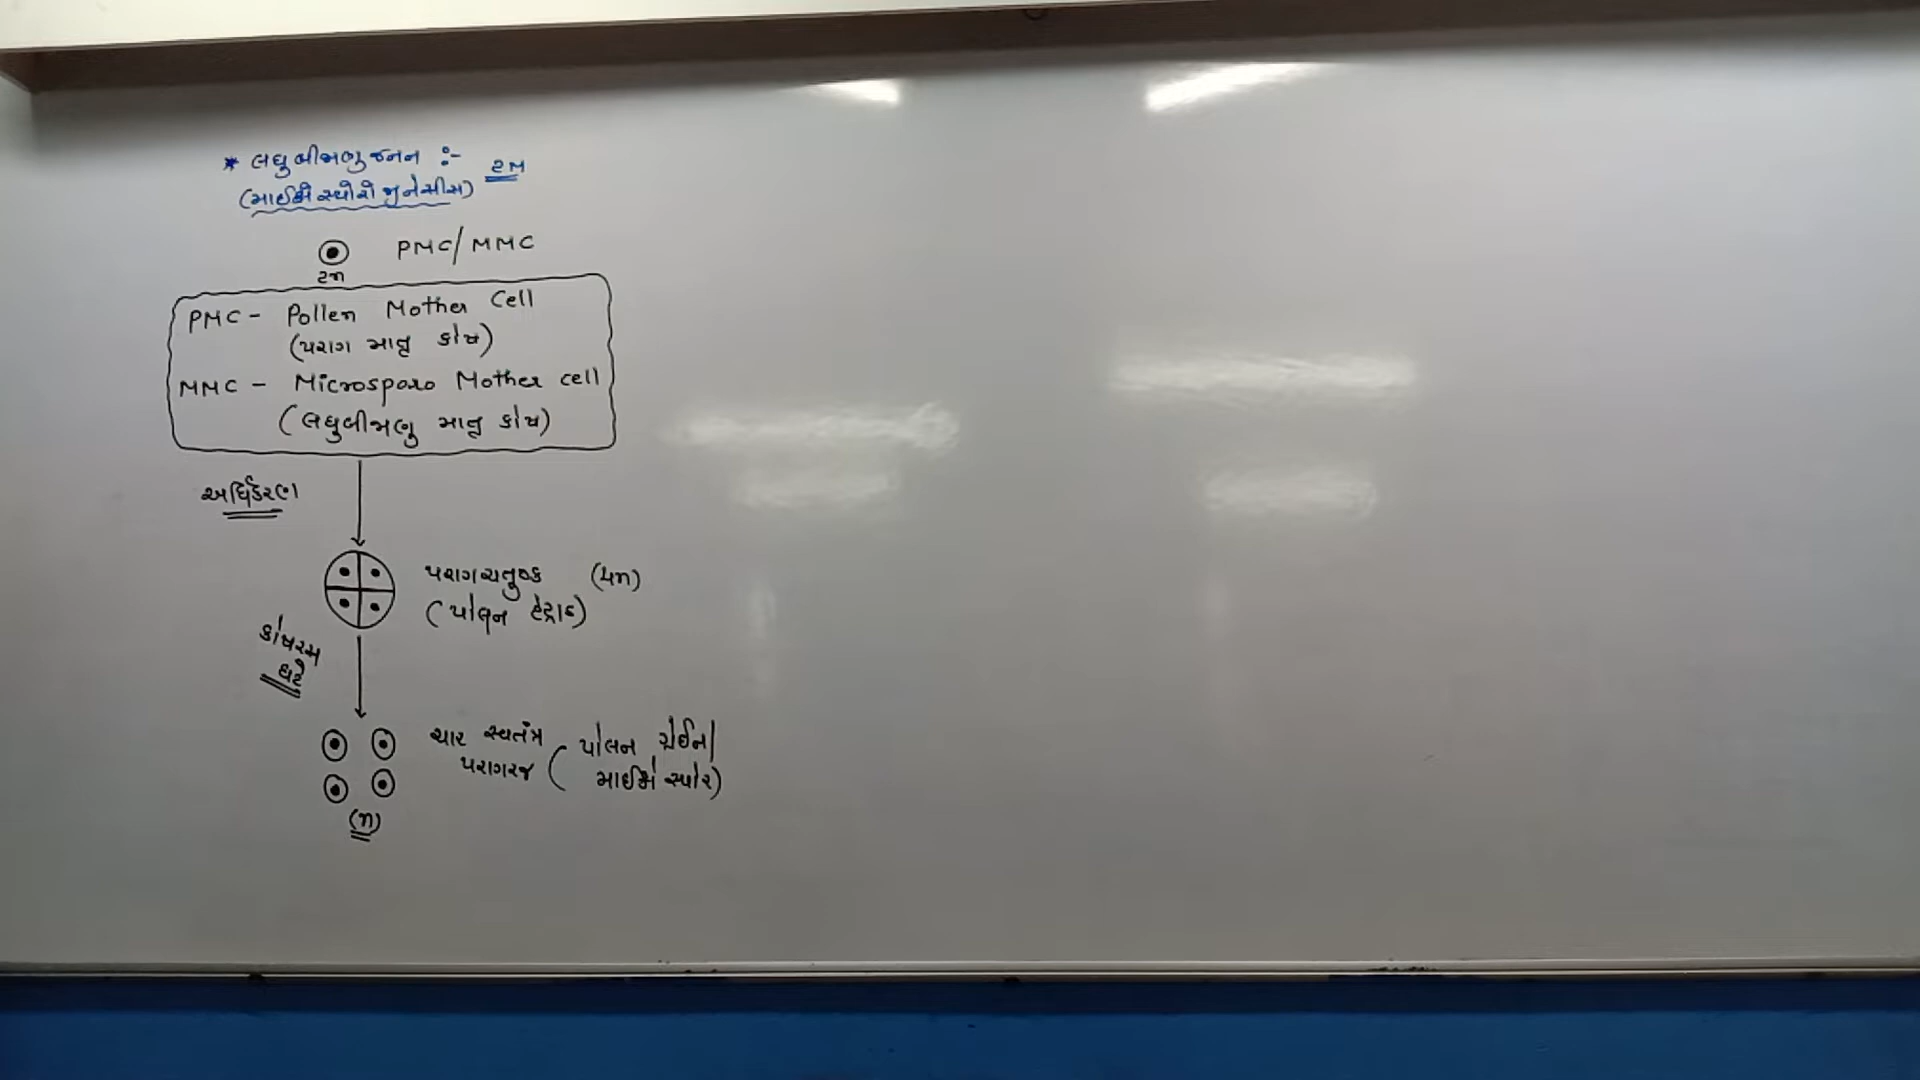 * લઘુબીજાણુજનન :-
(માઈક્રોસ્પોરોજીનેસીસ) 2M
PMC/MMC
2n
PMC - Pollen Mother Cell
(પરાગ માતૃ કોષ)
MMC - Microsporo Mother cell
(લઘુબીજાણુ માતૃ કોષ)
અર્ધિકરણ
પરાગચતુષ્ક (4n)
(પોલન ટેટ્રાડ)
કોષરસ
ઘટે
ચાર સ્વતંત્ર
પરાગરજ (પોલન ગ્રેઈન/
માઈક્રો સ્પોર)
(n)